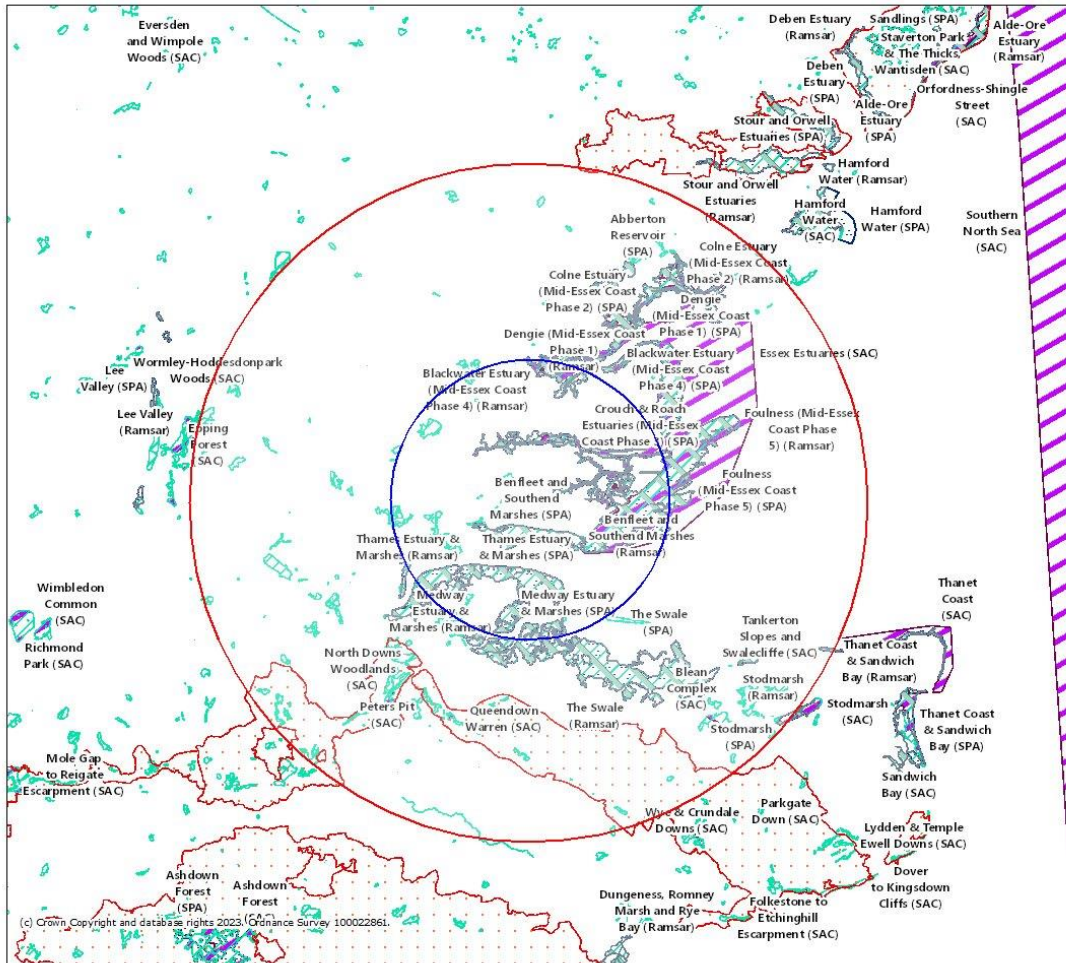 Eversden
and Wimpole
Woods (SAC)
Deben Estuary
(Ramsar)
Sandlings (SPA)
Staverton Park
& The Thicks,
Wantisden (SAC)
Alde-Ore
Estuary
(Ramsar)
Deben
Estuary
(SPA)
Alde-Ore
Estuary
(SPA)
Orfordness-Shingle
Street
(SAC)
Stour and Orwell
Estuaries (SPA)
Stour and Orwell
Estuaries
(Ramsar)
Hamford
Water (Ramsar)
Hamford
Water
(SAC)
Hamford
Water (SPA)
Southern
North Sea
(SAC)
Abberton
Reservoir
(SPA)
Colne Estuary
(Mid-Essex Coast
Phase 2) (Ramsar)
Colne Estuary
(Mid-Essex Coast
Phase 2) (SPA)
Dengie
(Mid-Essex Coast
Phase 1) (SPA)
Dengie (Mid-Essex Coast
Phase 1)
(Ramsar)
Blackwater Estuary
(Mid-Essex Coast
Phase 4) (SPA)
Essex Estuaries (SAC)
Blackwater Estuary
(Mid-Essex Coast
Phase 4) (Ramsar)
Wormley-Hoddesdonpark
Woods (SAC)
Lee
Valley (SPA)
Lee Valley
(Ramsar)
Epping
Forest
(SAC)
Crouch & Roach
Estuaries (Mid-Essex
Coast Phase 3) (SPA)
Foulness (Mid-Essex
Coast Phase
5) (Ramsar)
Foulness
(Mid-Essex Coast
Phase 5) (SPA)
Benfleet and
Southend
Marshes (SPA)
Benfleet and
Southend Marshes
(Ramsar)
Thames Estuary &
Marshes (Ramsar)
Thames Estuary
& Marshes (SPA)
Medway
Estuary &
Marshes (Ramsar)
Medway Estuary
& Marshes (SPA)
The Swale
(SPA)
Wimbledon
Common
(SAC)
Richmond
Park (SAC)
Tankerton
Slopes and
Swalecliffe (SAC)
Thanet
Coast
(SAC)
Thanet Coast
& Sandwich
Bay (Ramsar)
North Downs
Woodlands
(SAC)
Peters Pit
(SAC)
Queendown
Warren (SAC)
The Swale
(Ramsar)
Blean
Complex
(SAC)
Stodmarsh
(Ramsar)
Stodmarsh
(SAC)
Stodmarsh
(SPA)
Thanet Coast
& Sandwich
Bay (SPA)
Sandwich
Bay (SAC)
Mole Gap
to Reigate
Escarpment (SAC)
Wye & Crundale
Downs (SAC)
Parkgate
Down (SAC)
Lydden & Temple
Ewell Downs (SAC)
Dover
to Kingsdown
Cliffs (SAC)
Folkestone to
Etchinghill
Escarpment (SAC)
Dungeness, Romney
Marsh and Rye
Bay (Ramsar)
Ashdown
Forest
(SPA)
Ashdown
Forest
(c) Crown Copyright and database rights 2023. Ordnance Survey 100022861.